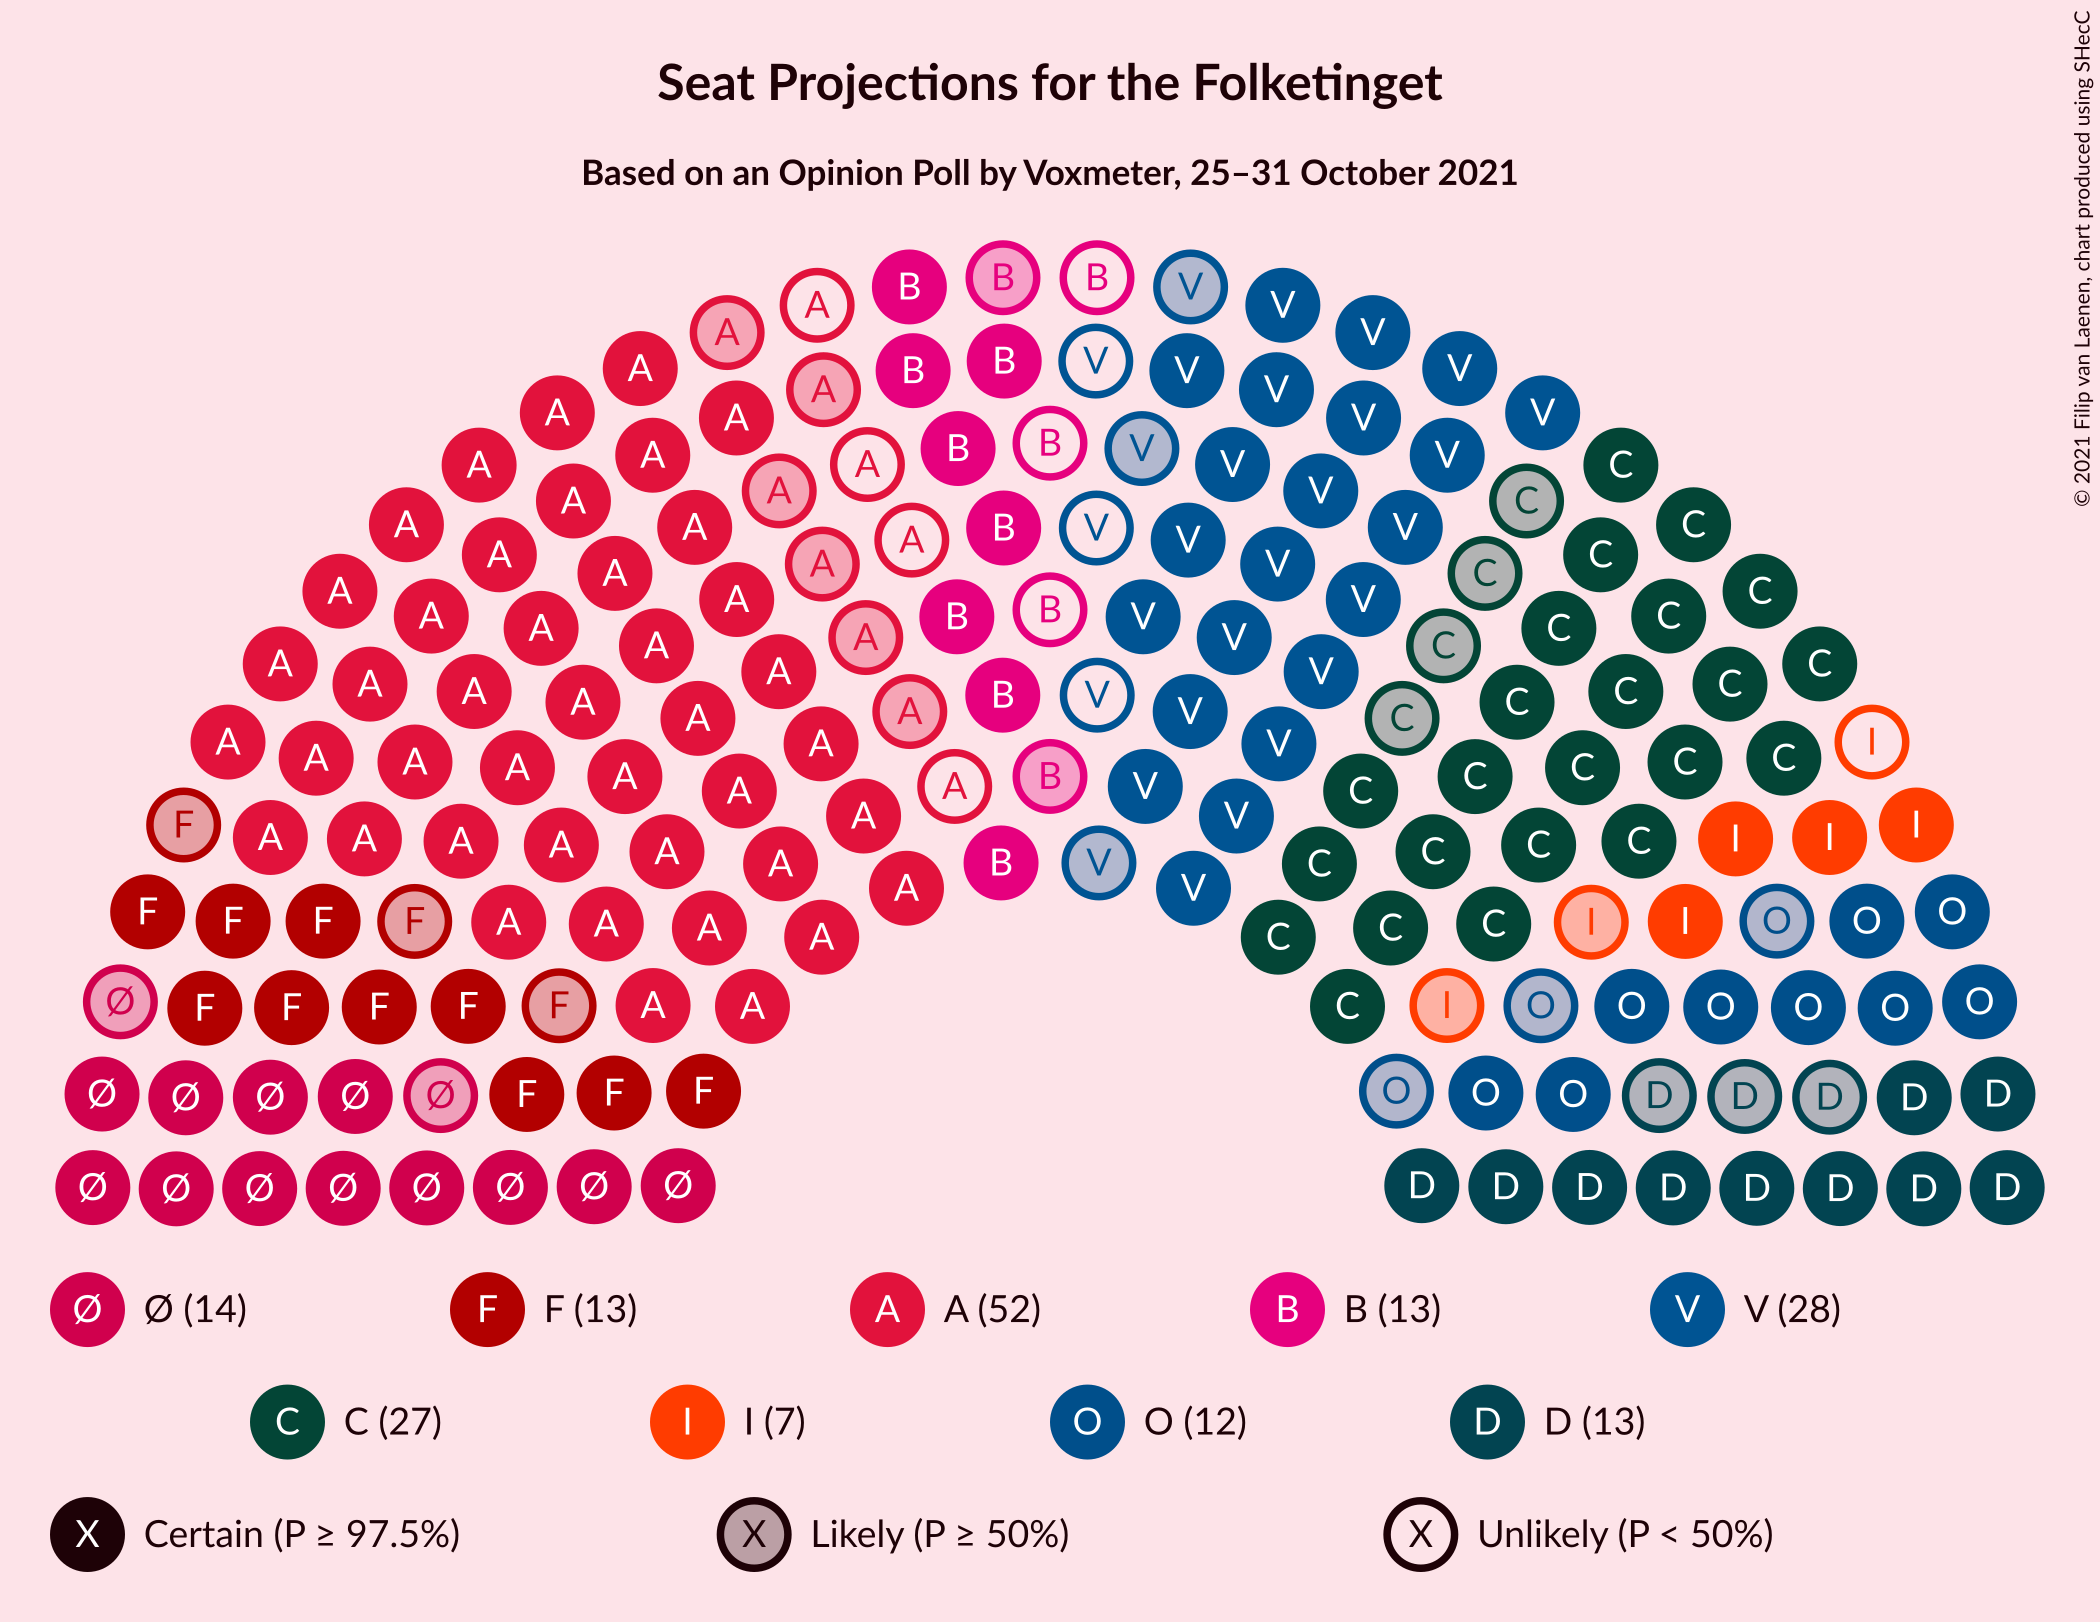 Seat Projections for the Folketinget
Based on an Opinion Poll by Voxmeter, 25–31 October 2021
© 2021 Filip van Laenen, chart produced using SHecC
Ø Ø Ø F F A A A A A A A A A B B B V V V V V C C C C I I O O D D
Ø Ø F F A A A A A A A A A B B V V V V V C C C C C I O O D D
Ø Ø F F A A A A A A A A B B V V V V C C C C I O O D D
Ø Ø F F A A A A A A A B V V V V C C C C I O D D
Ø Ø F A A A A A A B B V V V C C C I O D D
Ø F F A A A A A B V V V C C C O O D
Ø F A A A A A B V V C C I O D
Ø F A A A B V V C C O D
Ø Ø (14)
F F (13)
A A (52)
B B (13)
V V (28)
C C (27)
I I (7)
O O (12)
D D (13)
X Certain (P ≥ 97.5%)
X Likely (P ≥ 50%)
X Unlikely (P < 50%)